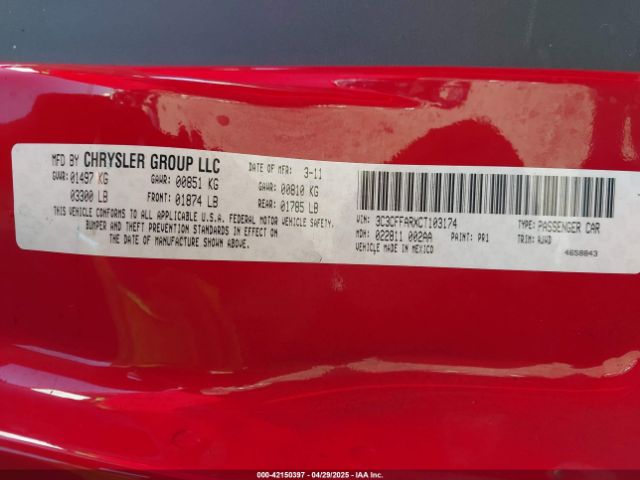 MFD BY CHRYSLER GROUP LLC DATE OF MFR: 3-11
GVWR: 01497 KG GAWR: 00851 KG GAWR: 00810 KG
03300 LB FRONT: 01874 LB REAR: 01785 LB
THIS VEHICLE CONFORMS TO ALL APPLICABLE U.S.FEDERAL MOTOR VEHICLE SAFETY,
BUMPER AND THEFT PREVENTION STANDARDS IN EFFECT ON
THE DATE OF MANUFACTURE SHOWN ABOVE.
VIN: 3C3CFFARXCT103174 TYPE: PASSENGER CAR
MDH: 022811 002AA PAINT: PR1 TRIM: RJAD
VEHICLE MADE IN MEXICO 4658843
000-42150397 - 04/29/2025 - IAAI, Inc.